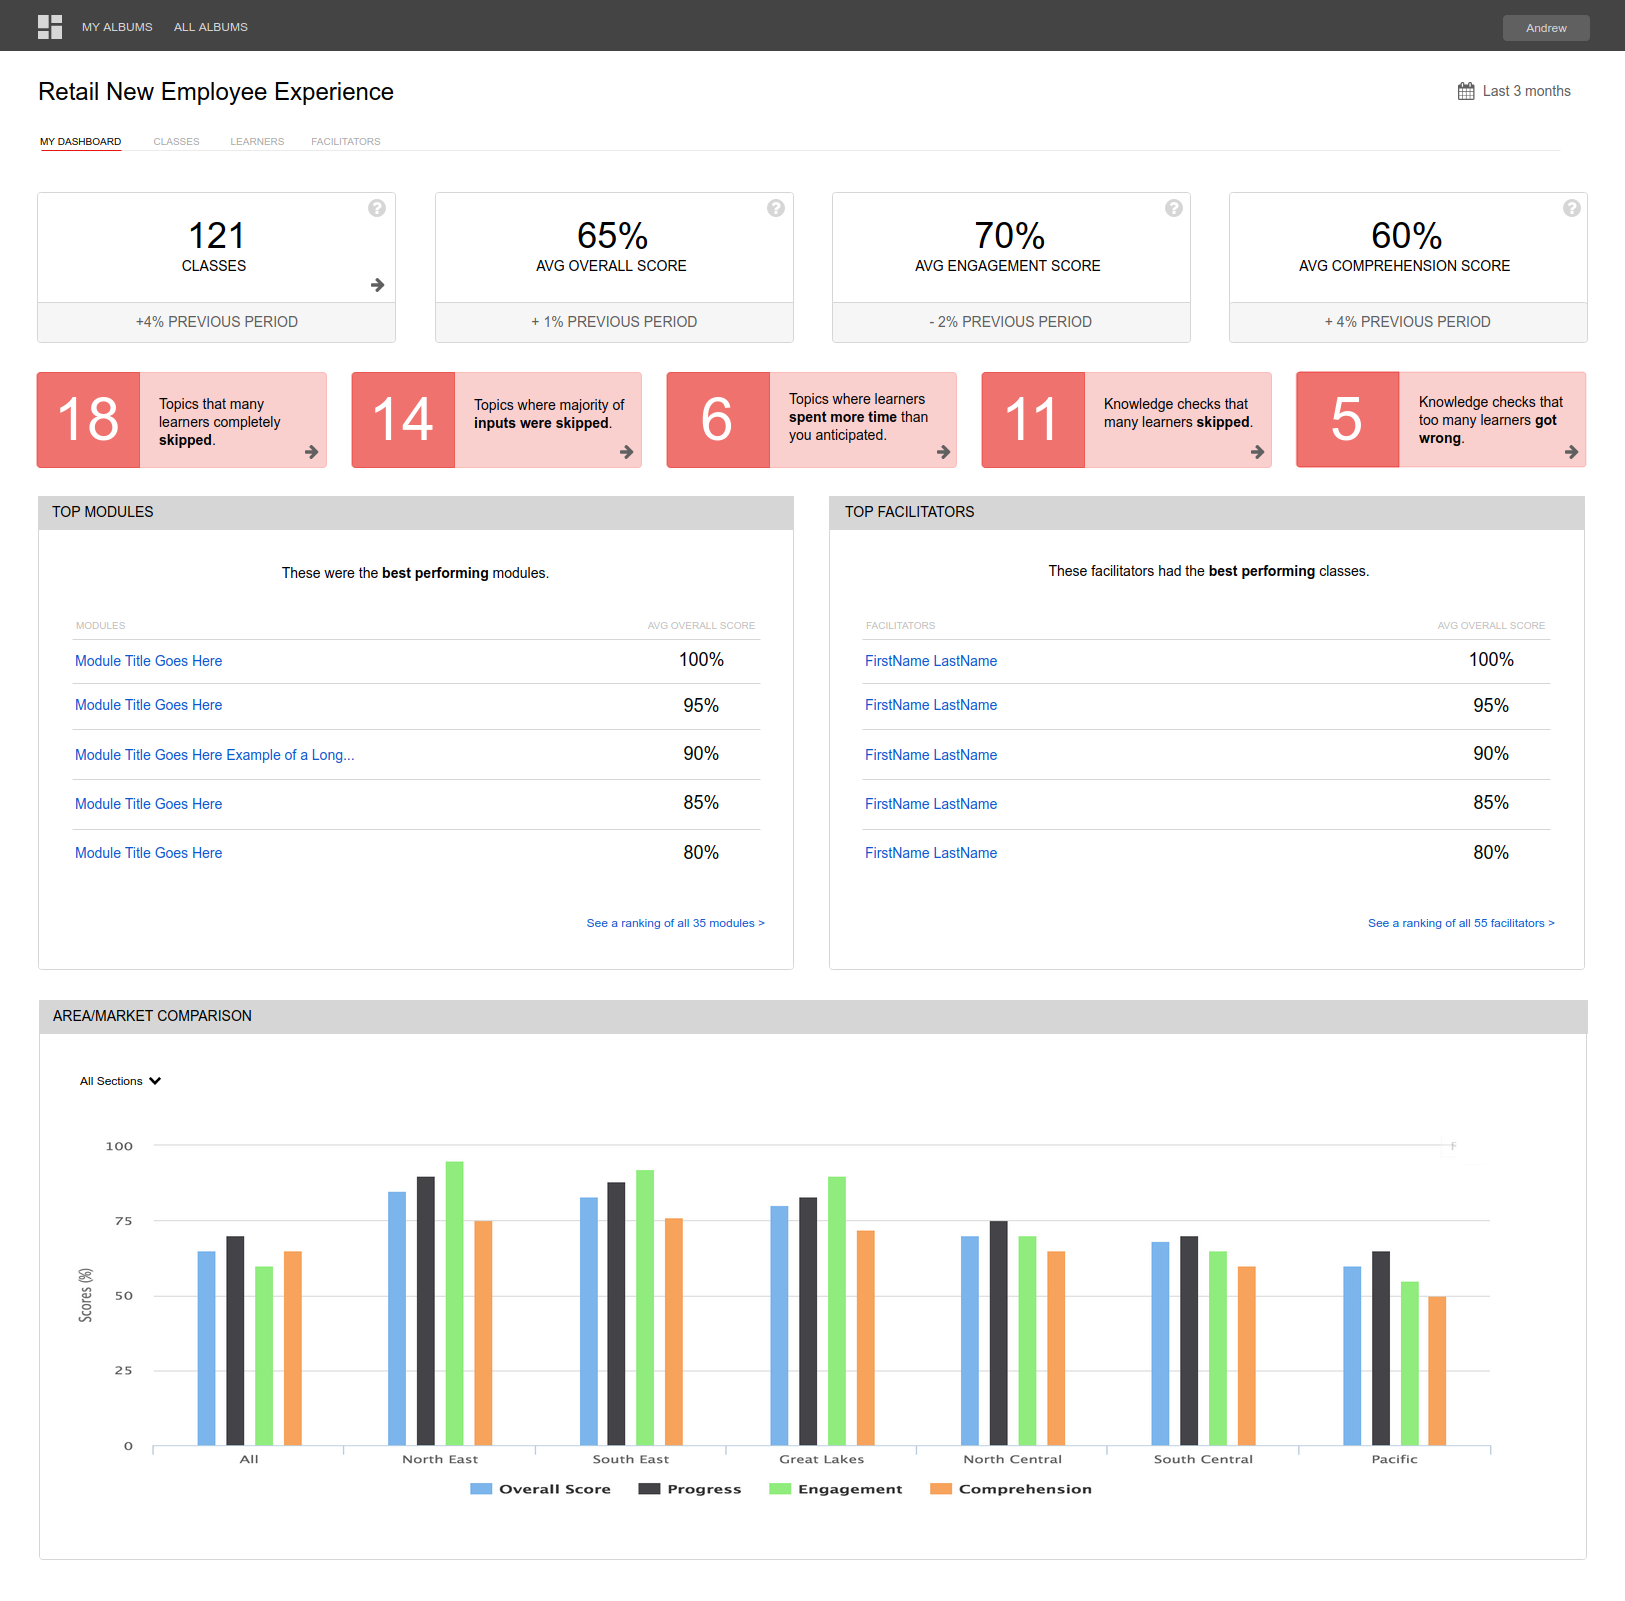 MY ALBUMS
ALL ALBUMS
Andrew
Retail New Employee Experience
Last 3 months
MY DASHBOARD
CLASSES
LEARNERS
FACILITATORS
121
CLASSES
+4% PREVIOUS PERIOD
65%
AVG OVERALL SCORE
+ 1% PREVIOUS PERIOD
70%
AVG ENGAGEMENT SCORE
- 2% PREVIOUS PERIOD
60%
AVG COMPREHENSION SCORE
+ 4% PREVIOUS PERIOD
18
Topics that many
learners completely
skipped.
14
Topics where majority of
inputs were skipped.
6
Topics where learners
spent more time than
you anticipated.
11
Knowledge checks that
many learners skipped.
5
Knowledge checks that
too many learners got
wrong.
TOP MODULES
These were the best performing modules.
MODULES
AVG OVERALL SCORE
Module Title Goes Here
100%
Module Title Goes Here
95%
Module Title Goes Here Example of a Long...
90%
Module Title Goes Here
85%
Module Title Goes Here
80%
See a ranking of all 35 modules >
TOP FACILITATORS
These facilitators had the best performing classes.
FACILITATORS
AVG OVERALL SCORE
FirstName LastName
100%
FirstName LastName
95%
FirstName LastName
90%
FirstName LastName
85%
FirstName LastName
80%
See a ranking of all 55 facilitators >
AREA/MARKET COMPARISON
All Sections
100
75
50
25
0
Scores (%)
F
All
North East
South East
Great Lakes
North Central
South Central
Pacific
Overall Score
Progress
Engagement
Comprehension